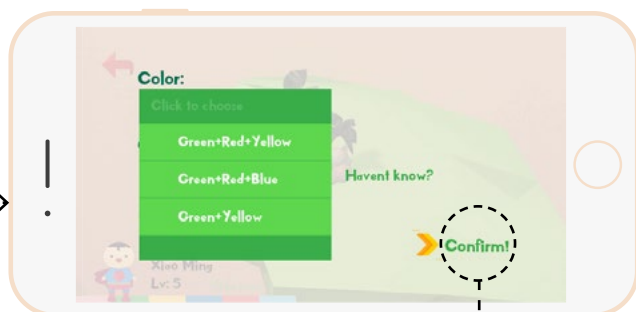 Color:
Click to choose
Green+Red+Yellow
Green+Red+Blue
Havent know?
Green+Yellow
Confirm!
Xiao Ming
Lv: 5